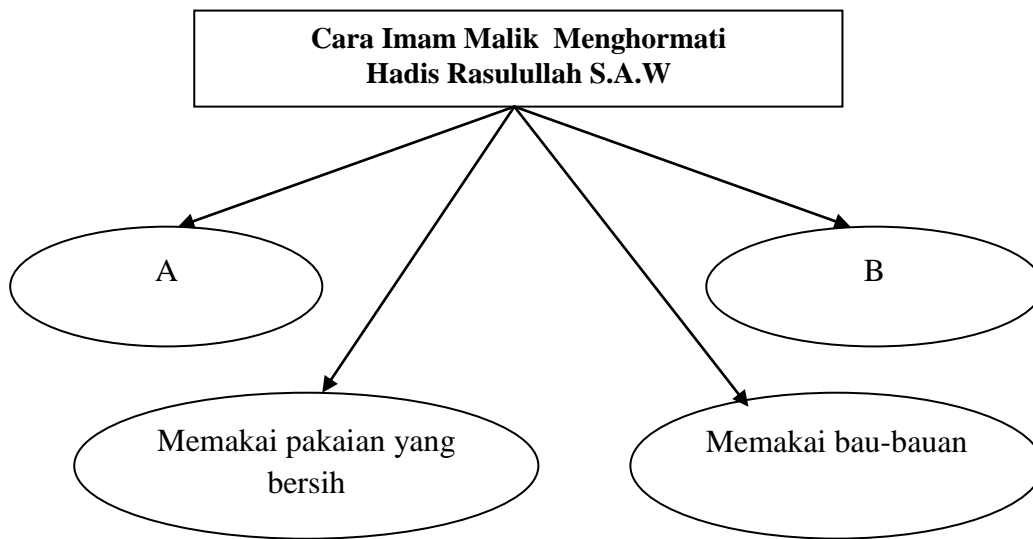 Cara Imam Malik Menghormati
Hadis Rasulullah S.A.W
A
B
Memakai pakaian yang
bersih
Memakai bau-bauan